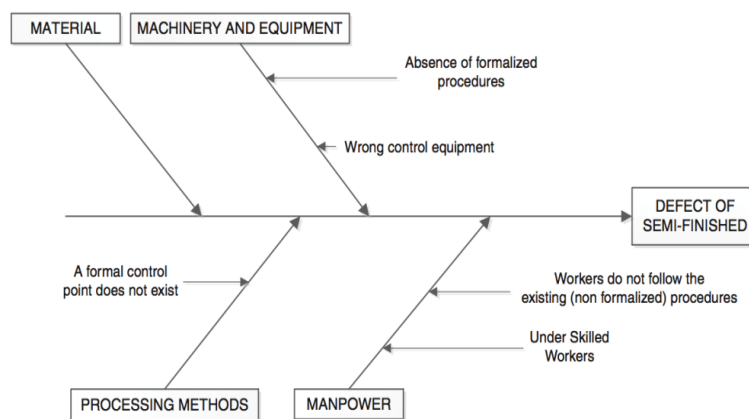 MATERIAL
MACHINERY AND EQUIPMENT
Absence of formalized
procedures
Wrong control equipment
DEFECT OF
SEMI-FINISHED
A formal control
point does not exist
Workers do not follow the
existing (non formalized) procedures
Under Skilled
Workers
PROCESSING METHODS
MANPOWER